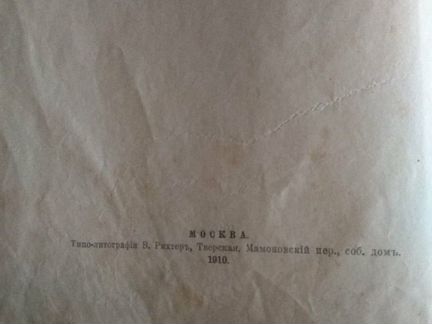 МОСКВА.
Типо-литографія В. Рихтеръ, Тверская, Мамоновскій пер., соб. домъ.
1910.